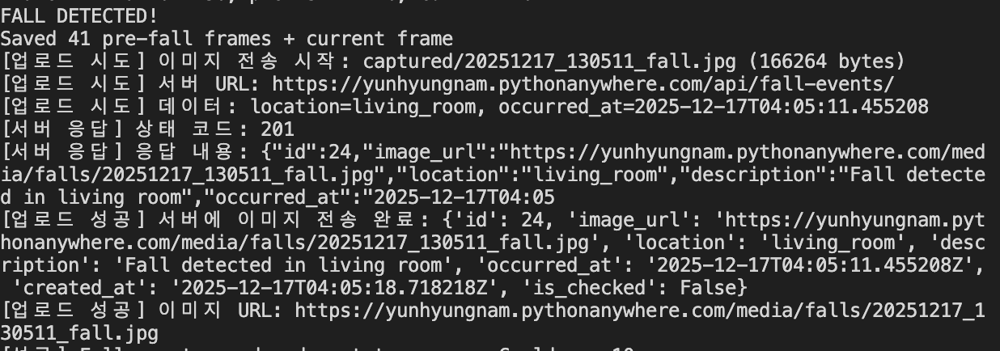 FALL DETECTED!
Saved 41 pre-fall frames + current frame
[업로드 시도] 이미지 전송 시작: captured/20251217_130511_fall.jpg (166264 bytes)
[업로드 시도] 서버 URL: https://yunhyungnam.pythonanywhere.com/api/fall-events/
[업로드 시도] 데이터: location=living_room, occurred_at=2025-12-17T04:05:11.455208
[서버 응답] 상태 코드: 201
[서버 응답] 응답 내용: {"id":24,"image_url":"https://yunhyungnam.pythonanywhere.com/med
ia/falls/20251217_130511_fall.jpg","location":"living_room","description":"Fall detecte
d in living room","occurred_at":"2025-12-17T04:05
[업로드 성공] 서버에 이미지 전송 완료: {'id': 24, 'image_url': 'https://yunhyungnam.pyt
honanywhere.com/media/falls/20251217_130511_fall.jpg', 'location': 'living_room', 'desc
ription': 'Fall detected in living room', 'occurred_at': '2025-12-17T04:05:11.455208Z',
 'created_at': '2025-12-17T04:05:18.718218Z', 'is_checked': False}
[업로드 성공] 이미지 URL: https://yunhyungnam.pythonanywhere.com/media/falls/20251217_1
30511_fall.jpg